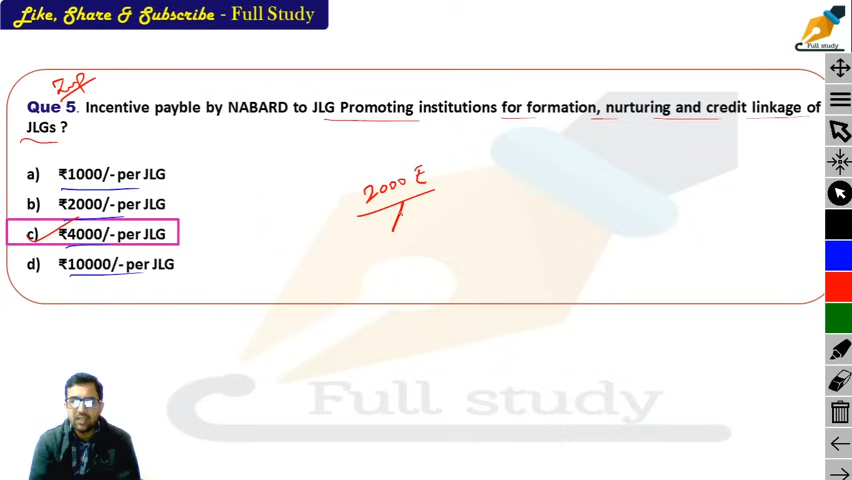 Like, Share & Subscribe - Full Study
Full study
Imp
Que 5. Incentive payble by NABARD to JLG Promoting institutions for formation, nurturing and credit linkage of
JLGs ?
a) ₹1000/- per JLG
b) ₹2000/- per JLG
c) ₹4000/- per JLG
d) ₹10000/- per JLG
2000 E
Full study